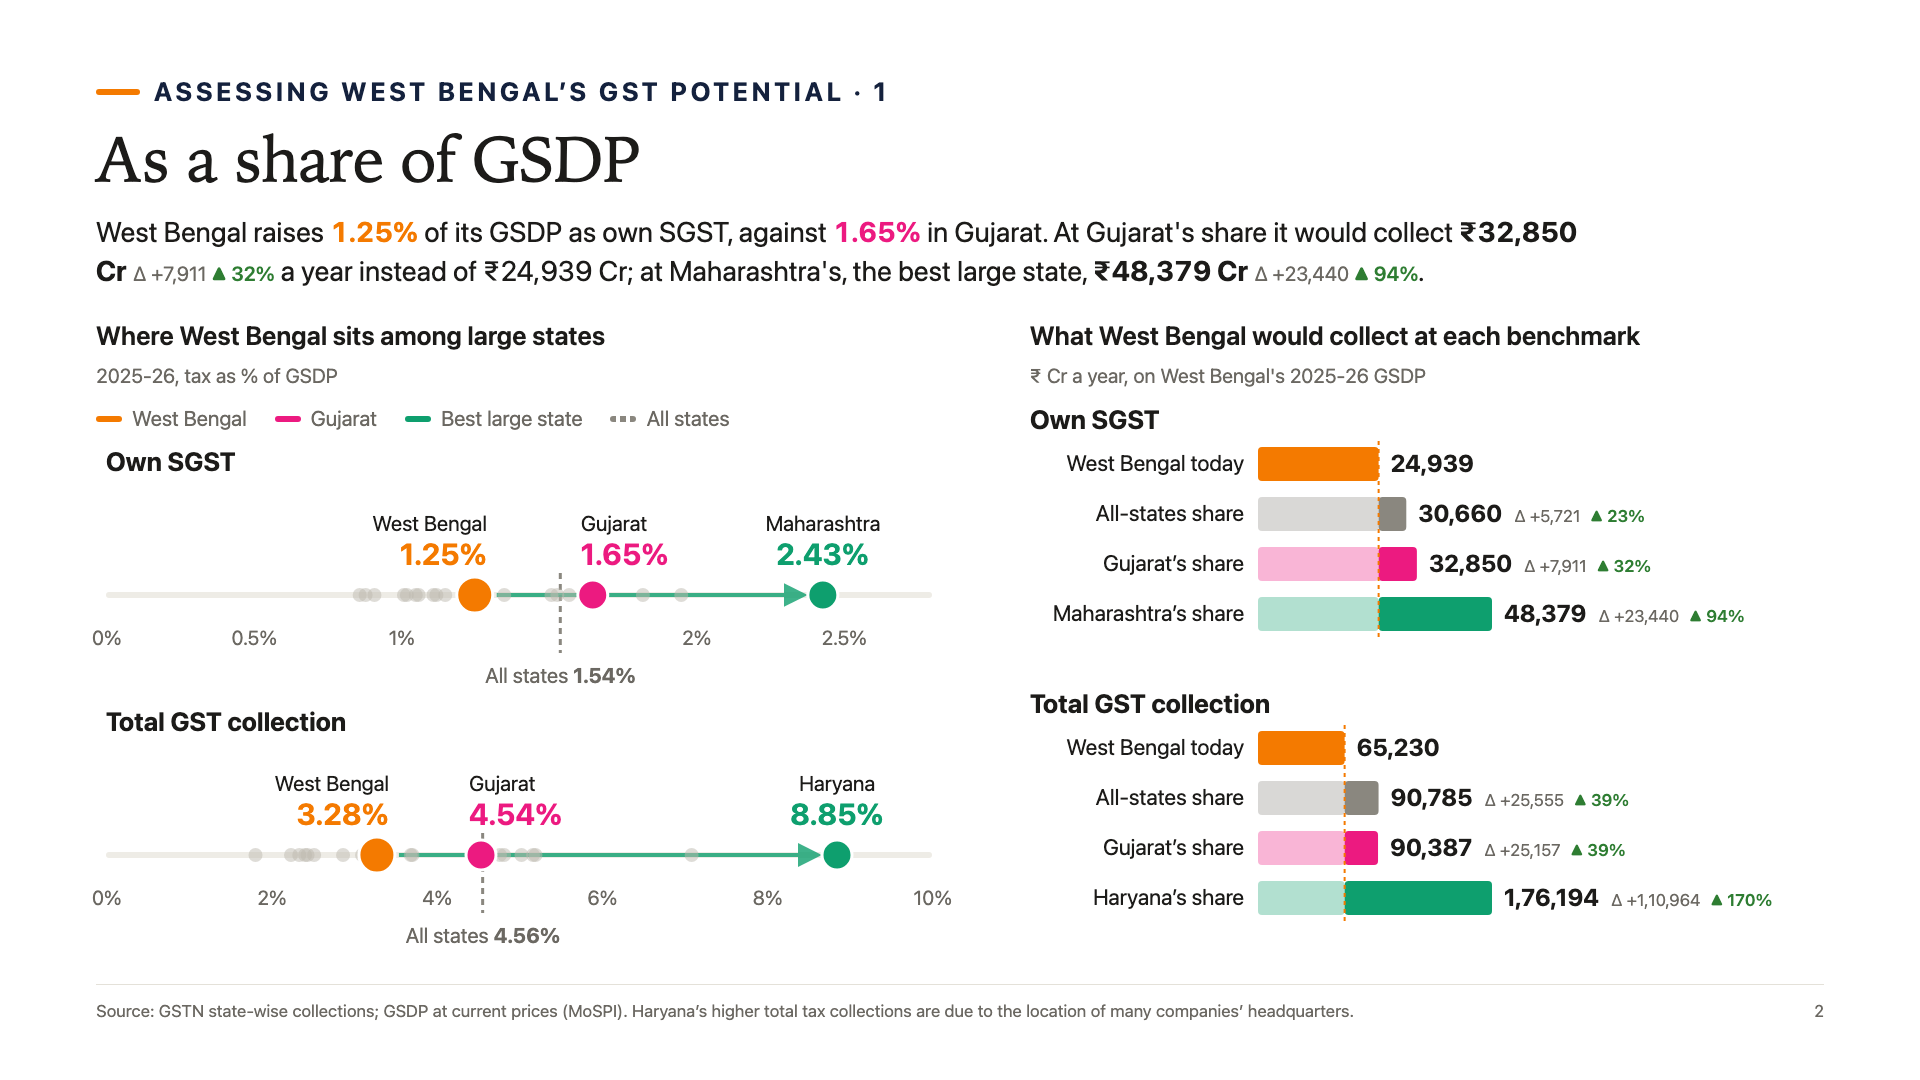 ASSESSING WEST BENGAL’S GST POTENTIAL · 1
As a share of GSDP
West Bengal raises 1.25% of its GSDP as own SGST, against 1.65% in Gujarat. At Gujarat's share it would collect ₹32,850
Cr Δ +7,911 ▲ 32% a year instead of ₹24,939 Cr; at Maharashtra's, the best large state, ₹48,379 Cr Δ +23,440 ▲ 94%.
Where West Bengal sits among large states
2025-26, tax as % of GSDP
West Bengal Gujarat Best large state All states
Own SGST
West Bengal Gujarat Maharashtra
1.25% 1.65% 2.43%
0% 0.5% 1% 2% 2.5%
All states 1.54%
Total GST collection
West Bengal Gujarat Haryana
3.28% 4.54% 8.85%
0% 2% 4% 6% 8% 10%
All states 4.56%
What West Bengal would collect at each benchmark
₹ Cr a year, on West Bengal's 2025-26 GSDP
Own SGST
West Bengal today 24,939
All-states share 30,660 Δ +5,721 ▲ 23%
Gujarat’s share 32,850 Δ +7,911 ▲ 32%
Maharashtra’s share 48,379 Δ +23,440 ▲ 94%
Total GST collection
West Bengal today 65,230
All-states share 90,785 Δ +25,555 ▲ 39%
Gujarat’s share 90,387 Δ +25,157 ▲ 39%
Haryana’s share 1,76,194 Δ +1,10,964 ▲ 170%
Source: GSTN state-wise collections; GSDP at current prices (MoSPI). Haryana’s higher total tax collections are due to the location of many companies’ headquarters.
2